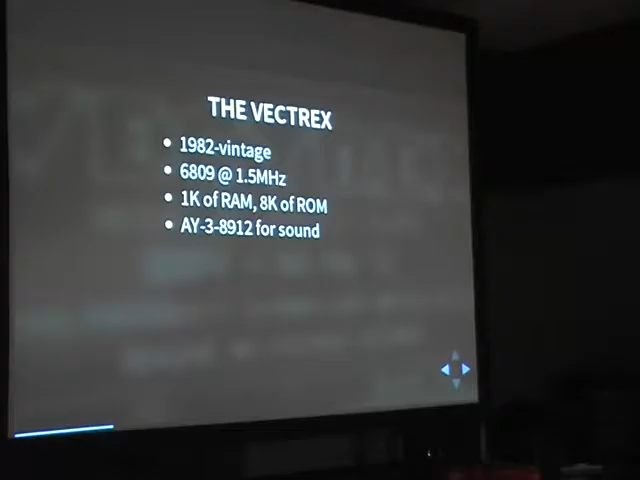 THE VECTREX
1982-vintage
6809 @ 1.5MHz
1K of RAM, 8K of ROM
AY-3-8912 for sound